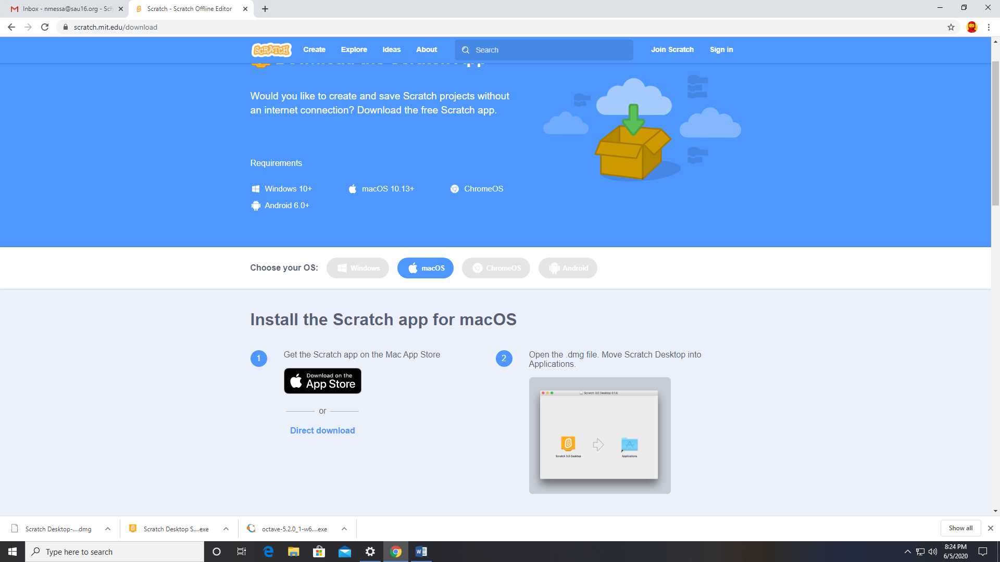 Inbox - nmessa@sau16.org - Sch
Scratch - Scratch Offline Editor
scratch.mit.edu/download
SCRATCH
Create
Explore
Ideas
About
Search
Join Scratch
Sign in
Download the Scratch App
Would you like to create and save Scratch projects without
an internet connection? Download the free Scratch app.
Requirements
Windows 10+
macOS 10.13+
ChromeOS
Android 6.0+
Choose your OS:
Windows
macOS
ChromeOS
Android
Install the Scratch app for macOS
1
Get the Scratch app on the Mac App Store
Download on the
App Store
or
Direct download
2
Open the .dmg file. Move Scratch Desktop into
Applications.
Scratch 3.0 Desktop 0.1.0
Scratch 3.0 Desktop
Applications
Scratch Desktop-....dmg
Scratch Desktop S....exe
octave-5.2.0_1-w6....exe
Show all
Type here to search
8:24 PM
6/5/2020